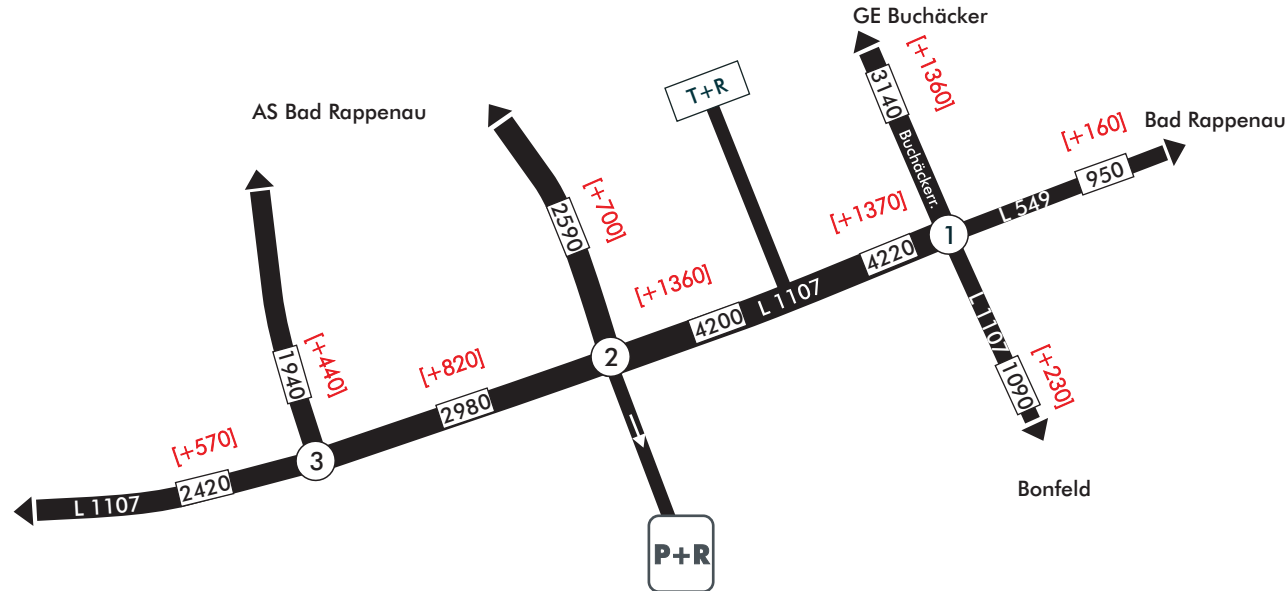 GE Buchäcker
[+1360]
3140
Buchäckerr.
T+R
AS Bad Rappenau
Bad Rappenau
[+160]
950
L 549
1
[+1370]
4220
[+700]
2590
[+1360]
4200
L 1107
2
L 1107
1090
[+230]
Bonfeld
[+440]
1940
[+820]
2980
3
[+570]
2420
L 1107
P+R